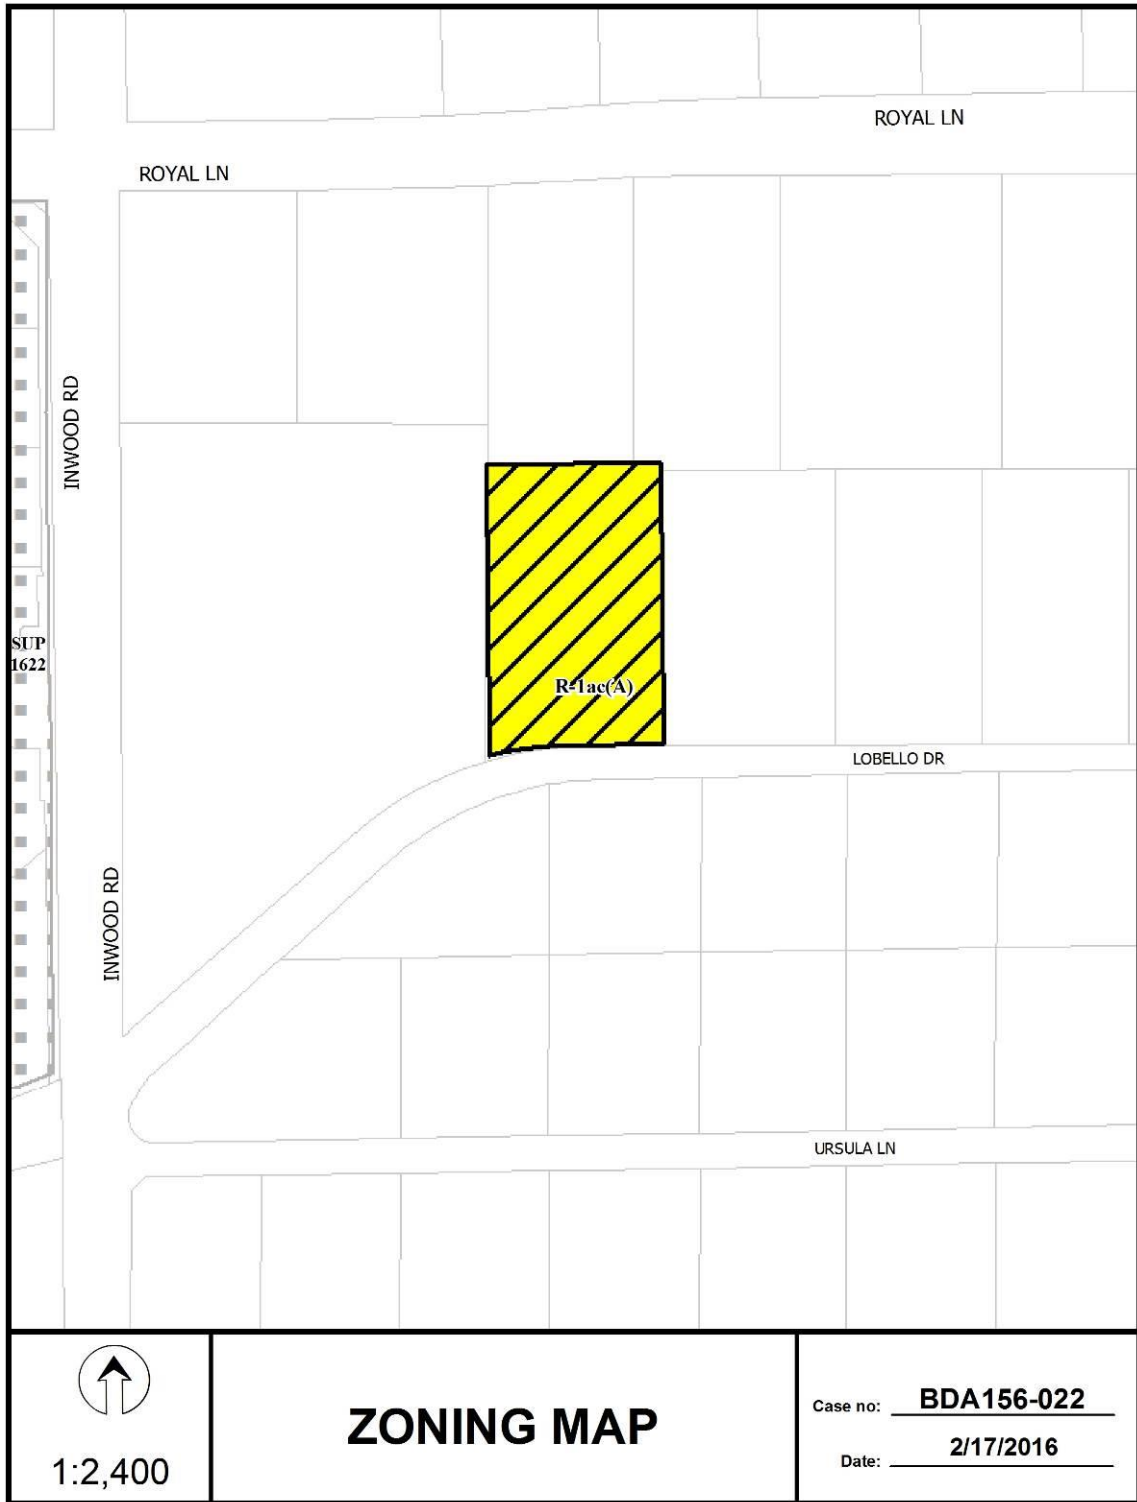 ROYAL LN
ROYAL LN
INWOOD RD
SUP
1622
R-1ac(A)
LOBELLO DR
INWOOD RD
URSULA LN
1:2,400
ZONING MAP
Case no: BDA156-022
Date: 2/17/2016